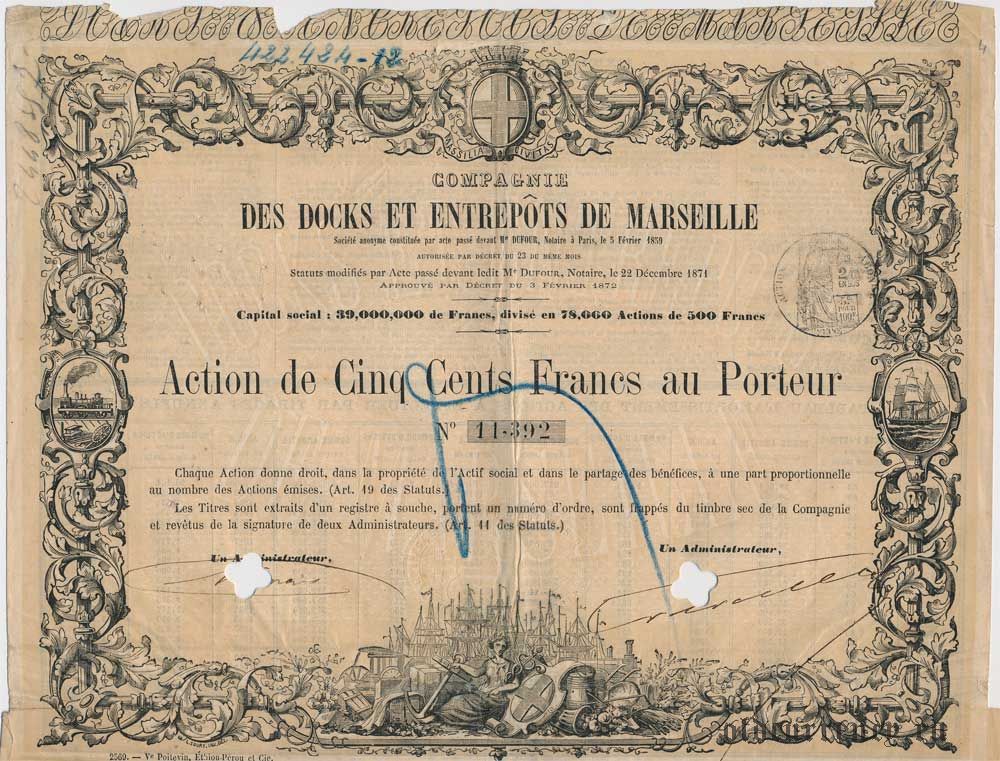 422.424-12
MASSILIA CIVITAS
COMPAGNIE
DES DOCKS ET ENTREPÔTS DE MARSEILLE
Société anonyme constituée par acte passé devant Me DUFOUR, Notaire à Paris, le 5 Février 1859
AUTORISÉE PAR DÉCRET DU 23 DU MÊME MOIS
Statuts modifiés par Acte passé devant ledit Me DUFOUR, Notaire, le 22 Décembre 1871
APPROUVÉ PAR DÉCRET DU 3 FÉVRIER 1872
Capital social : 39,000,000 de Francs, divisé en 78,000 Actions de 500 Francs
Action de Cinq Cents Francs au Porteur
No 11.392
Chaque Action donne droit, dans la propriété de l'Actif social et dans le partage des bénéfices, à une part proportionnelle
au nombre des Actions émises. (Art. 19 des Statuts.)
Les Titres sont extraits d'un registre à souche, portent un numéro d'ordre, sont frappés du timbre sec de la Compagnie
et revêtus de la signature de deux Administrateurs. (Art. 11 des Statuts.)
Un Administrateur,
Un Administrateur,
2569. — Ve Poitevin, Ethiou-Pérou et Cie.